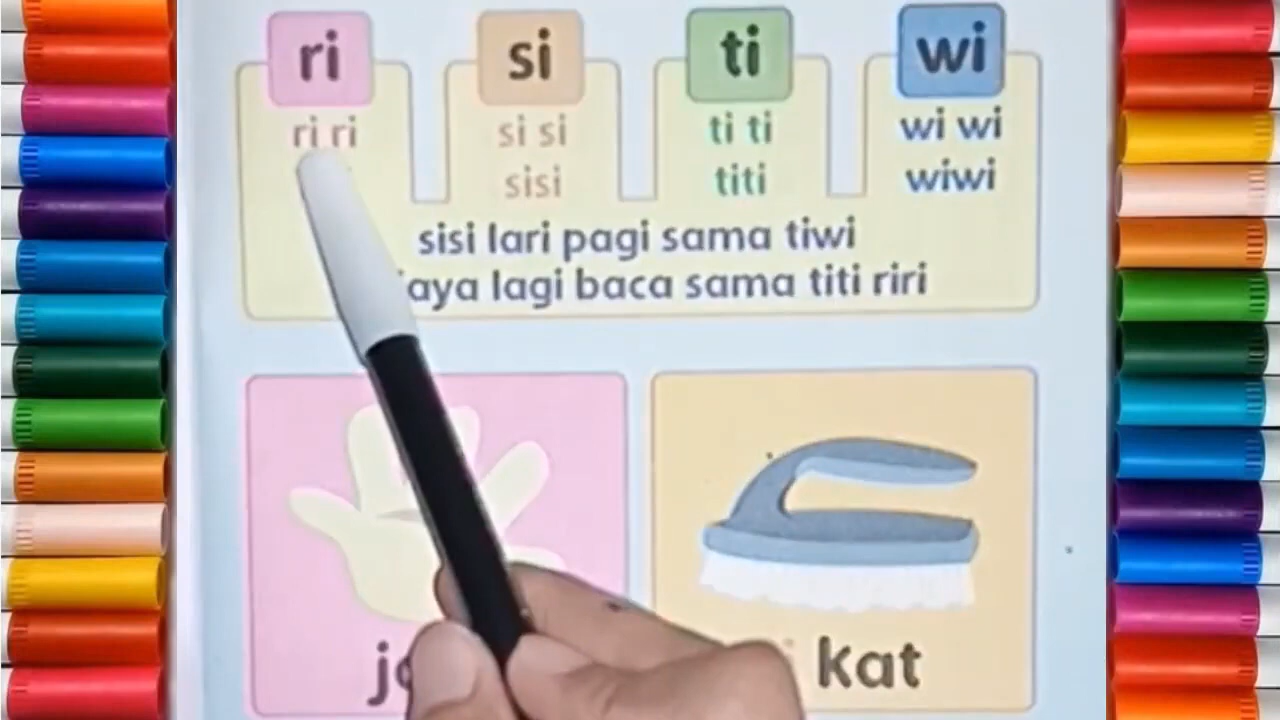 ri si ti wi
ri ri si si ti ti wi wi
sisi titi wiwi
sisi lari pagi sama tiwi
lagi baca sama titi riri
kat